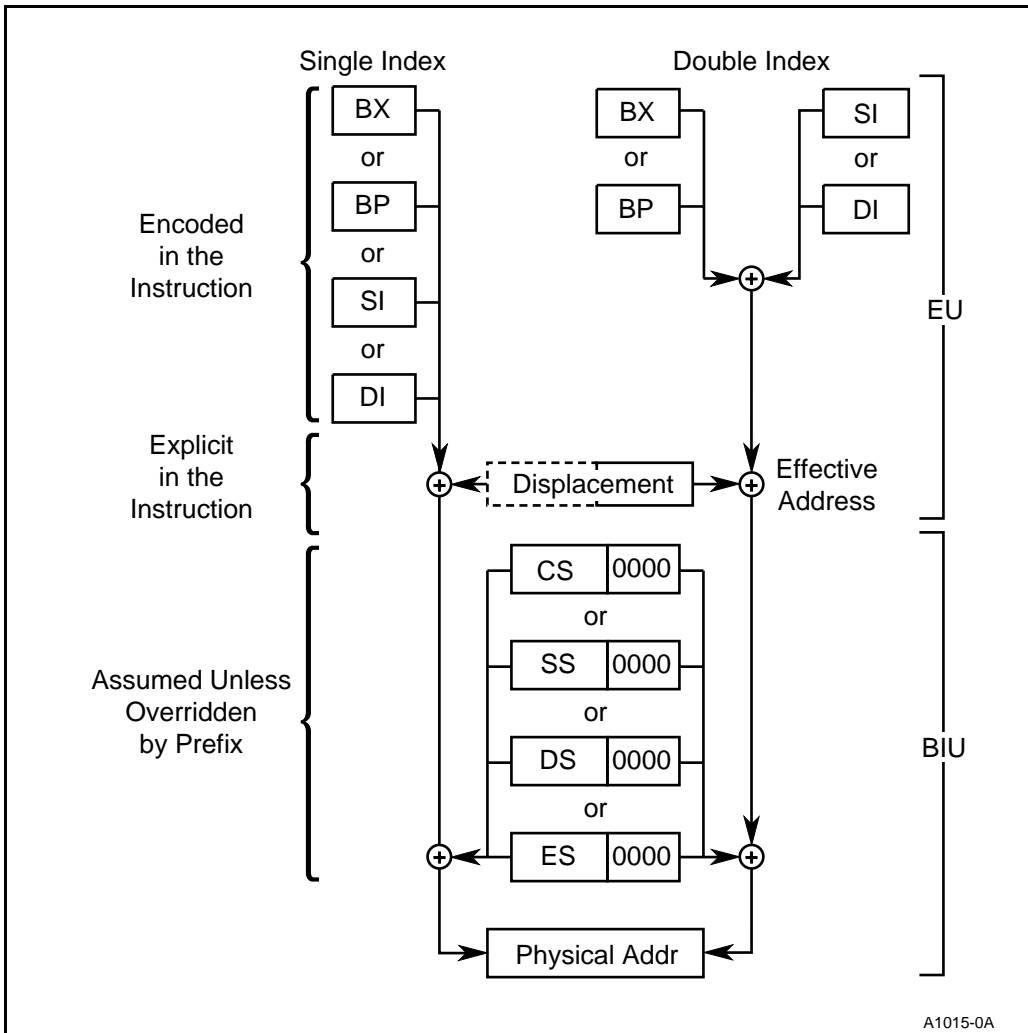 Single Index
Double Index
BX
or
BP
or
SI
or
DI
BX
or
BP
SI
or
DI
Encoded
in the
Instruction
EU
Explicit
in the
Instruction
Displacement
Effective
Address
Assumed Unless
Overridden
by Prefix
CS 0000
or
SS 0000
or
DS 0000
or
ES 0000
BIU
Physical Addr
A1015-0A